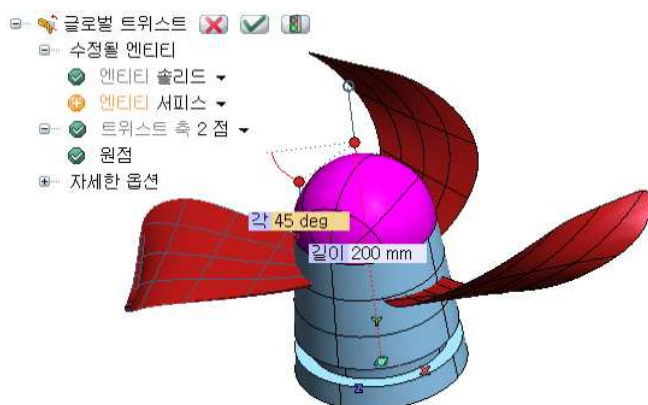 글로벌 트위스트
수정될 엔티티
엔티티 솔리드
엔티티 서피스
트위스트 축 2 점
원점
자세한 옵션
각 45 deg
길이 200 mm
Y
X
Z